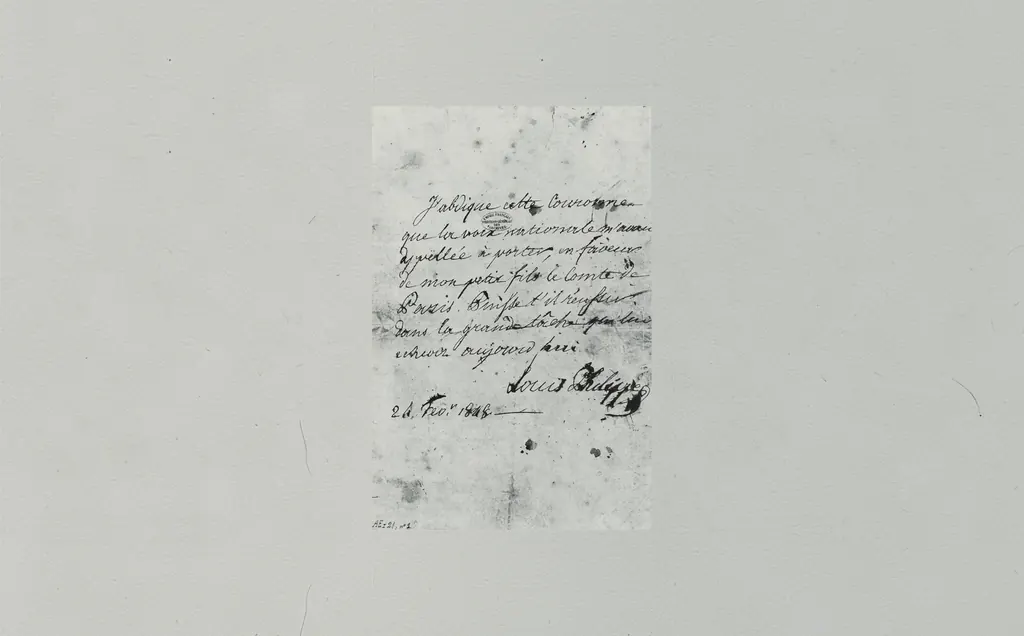 J'abdique cette Couronne
que la voix nationale m'avait
appellée à porter, en faveur
de mon petit fils le Comte de
Paris. Puisse t'il réussir
dans la grande tâche qui lui
echeoit aujourd'hui
Louis Philippe
24 Fev.r 1848